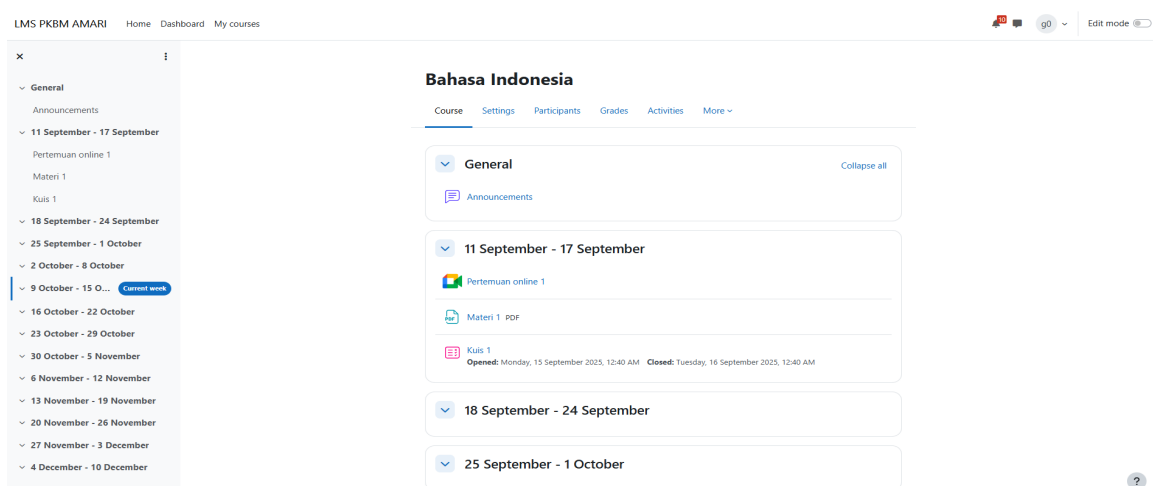 LMS PKBM AMARI Home Dashboard My courses 10 g0 Edit mode
General
Announcements
11 September - 17 September
Pertemuan online 1
Materi 1
Kuis 1
18 September - 24 September
25 September - 1 October
2 October - 8 October
9 October - 15 O... Current week
16 October - 22 October
23 October - 29 October
30 October - 5 November
6 November - 12 November
13 November - 19 November
20 November - 26 November
27 November - 3 December
4 December - 10 December
Bahasa Indonesia
Course Settings Participants Grades Activities More
General Collapse all
Announcements
11 September - 17 September
Pertemuan online 1
PDF Materi 1 PDF
Kuis 1
Opened: Monday, 15 September 2025, 12:40 AM Closed: Tuesday, 16 September 2025, 12:40 AM
18 September - 24 September
25 September - 1 October
?